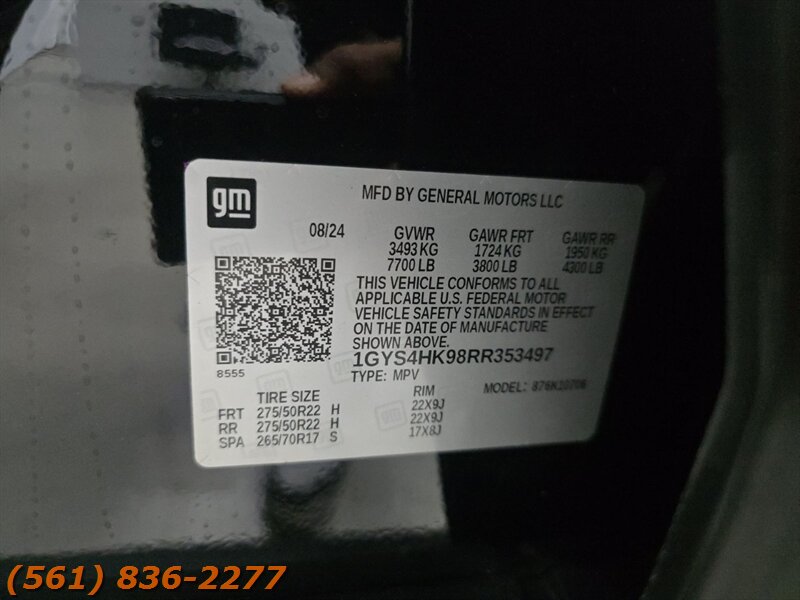 gm
MFD BY GENERAL MOTORS LLC
08/24 GVWR GAWR FRT GAWR RR
3493 KG 1724 KG 1950 KG
7700 LB 3800 LB 4300 LB
THIS VEHICLE CONFORMS TO ALL
APPLICABLE U.S. FEDERAL MOTOR
VEHICLE SAFETY STANDARDS IN EFFECT
ON THE DATE OF MANUFACTURE
SHOWN ABOVE.
1GYS4HK98RR353497
8555
TYPE: MPV
MODEL: 876K10706
TIRE SIZE RIM
FRT 275/50R22 H 22X9J
RR 275/50R22 H 22X9J
SPA 265/70R17 S 17X8J
(561) 836-2277